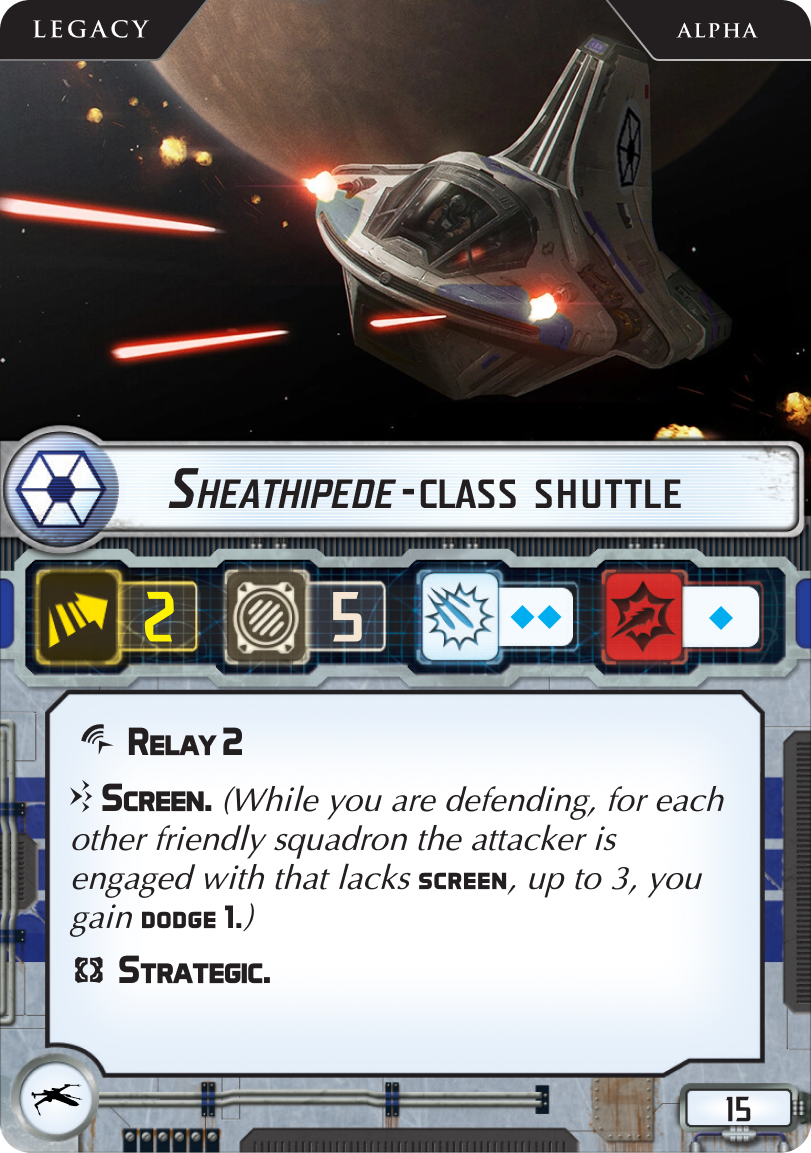 LEGACY
ALPHA
SHEATHIPEDE-CLASS SHUTTLE
2
5
RELAY 2
SCREEN. (While you are defending, for each
other friendly squadron the attacker is
engaged with that lacks SCREEN, up to 3, you
gain DODGE 1.)
STRATEGIC.
15